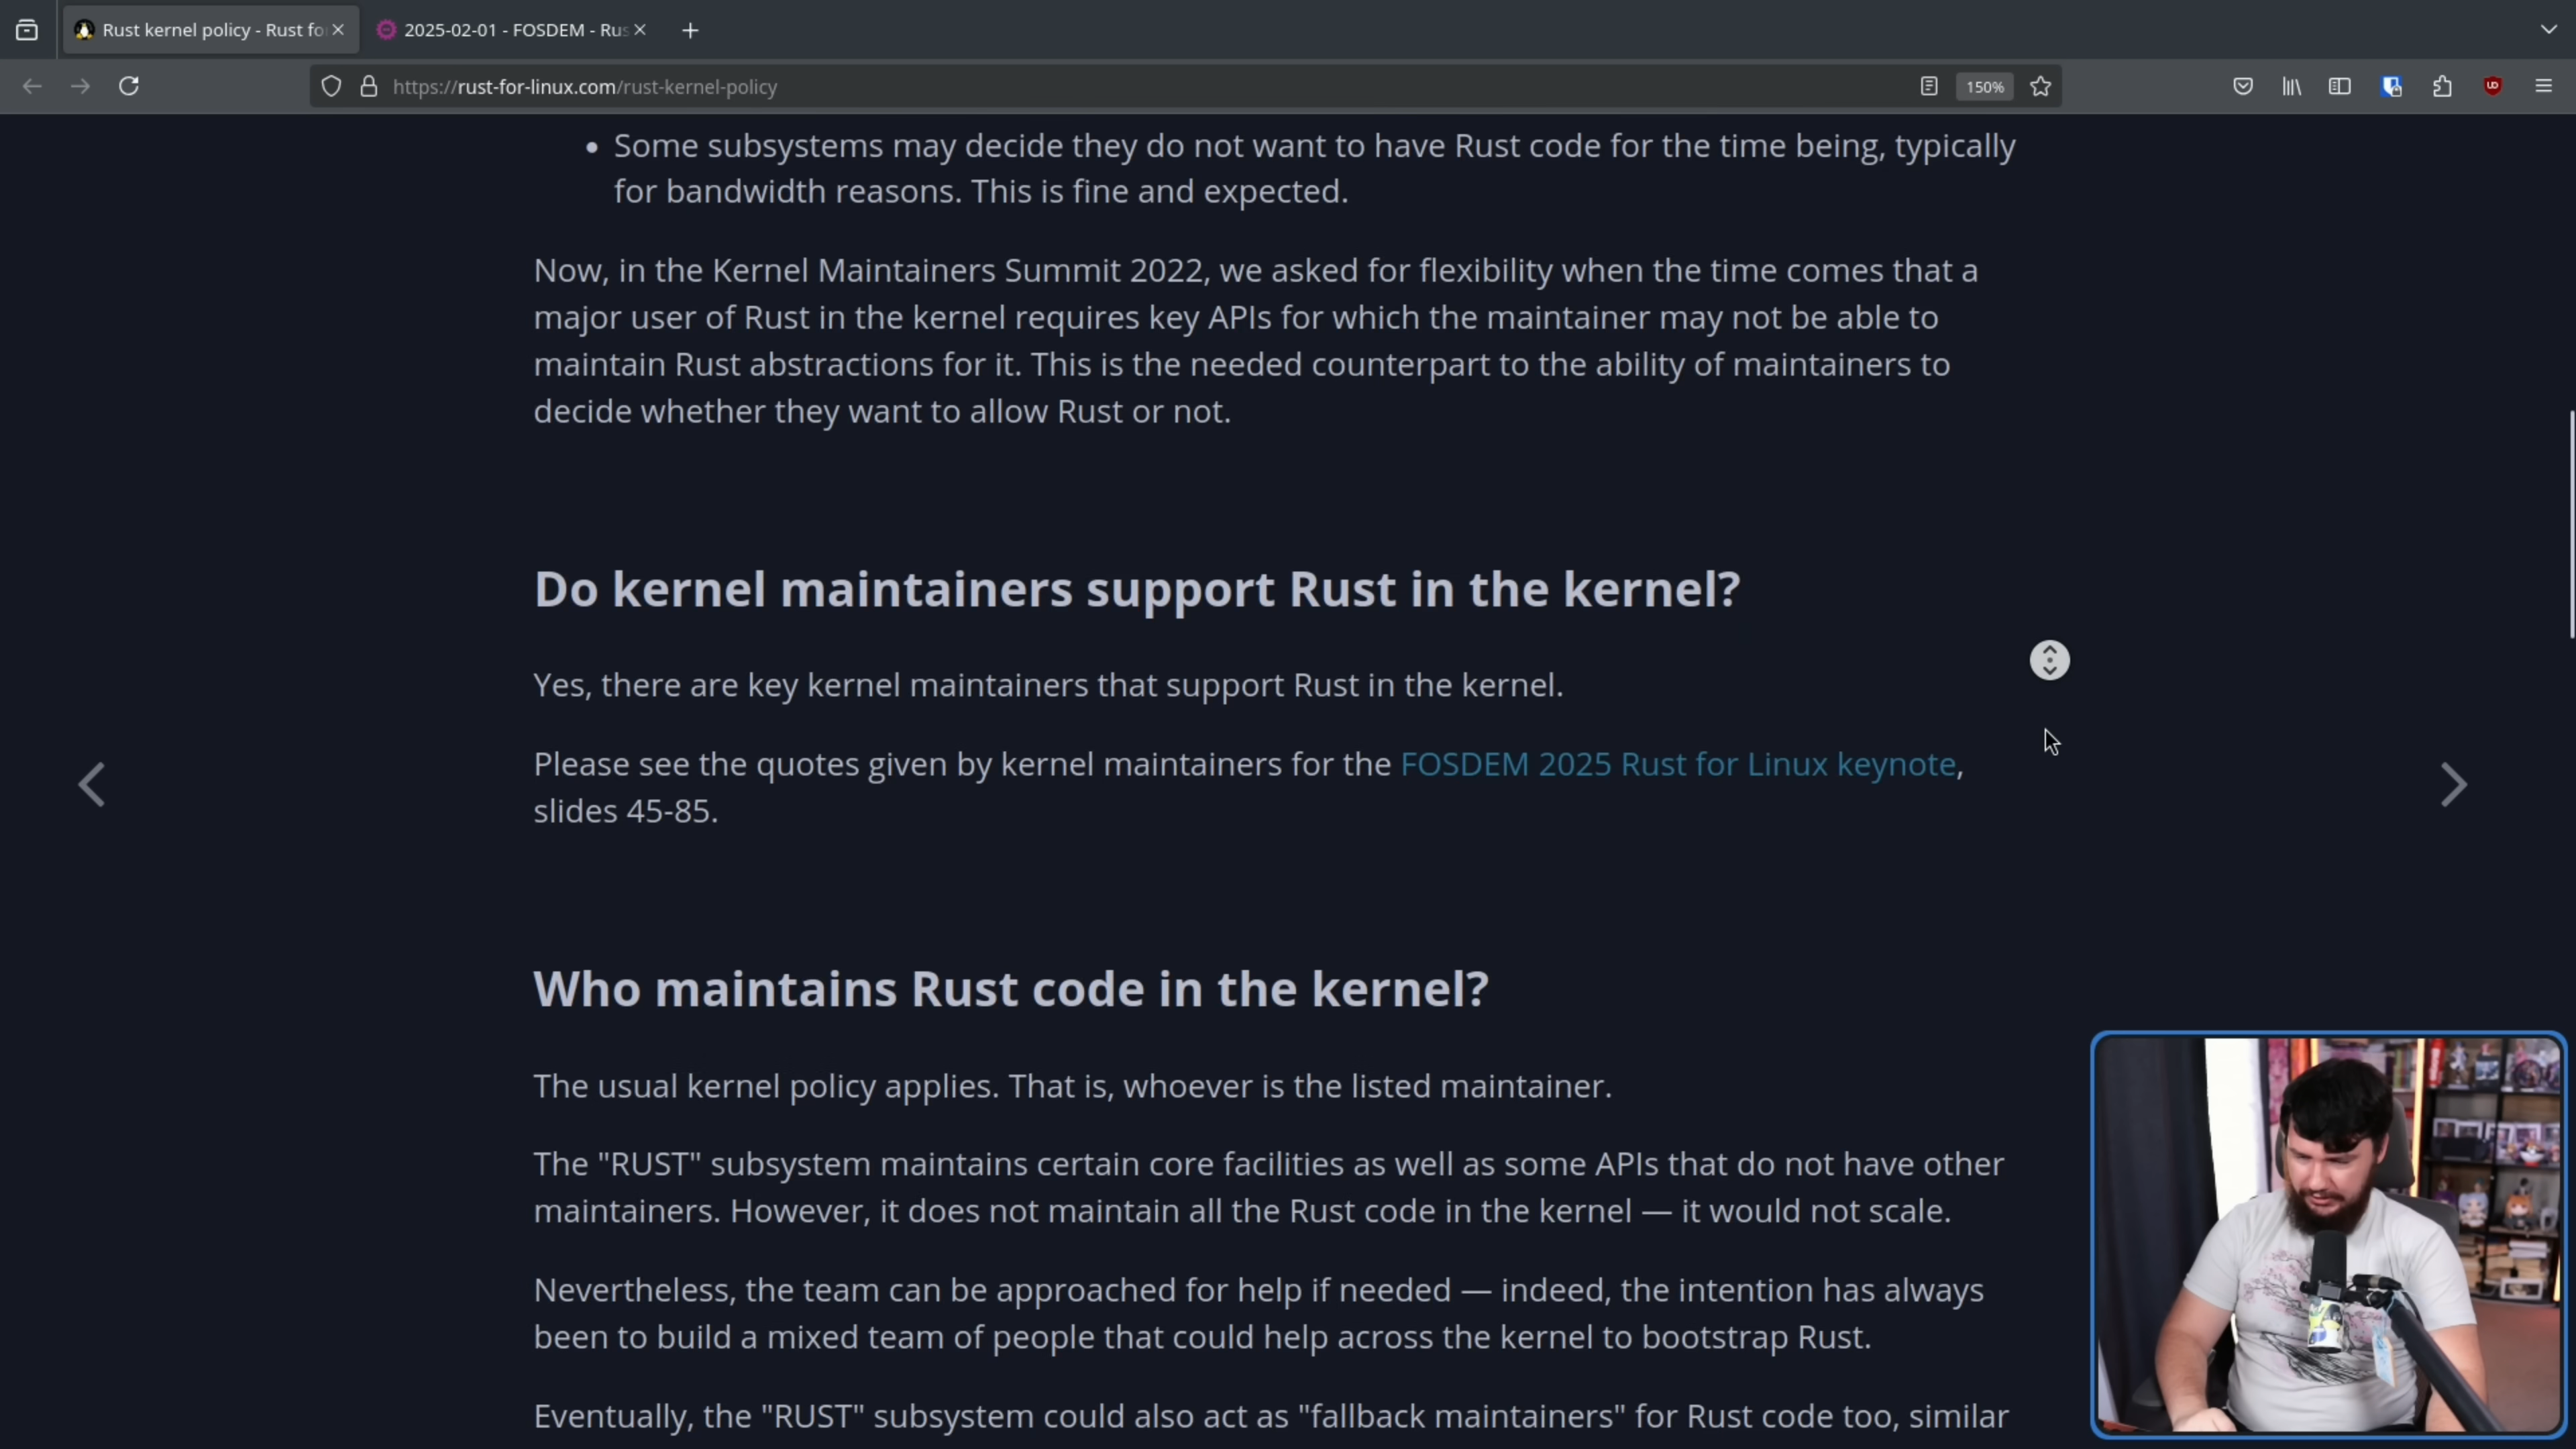 Rust kernel policy - Rust fo
2025-02-01 - FOSDEM - Rus
https://rust-for-linux.com/rust-kernel-policy
150%
• Some subsystems may decide they do not want to have Rust code for the time being, typically
for bandwidth reasons. This is fine and expected.
Now, in the Kernel Maintainers Summit 2022, we asked for flexibility when the time comes that a
major user of Rust in the kernel requires key APIs for which the maintainer may not be able to
maintain Rust abstractions for it. This is the needed counterpart to the ability of maintainers to
decide whether they want to allow Rust or not.
Do kernel maintainers support Rust in the kernel?
Yes, there are key kernel maintainers that support Rust in the kernel.
Please see the quotes given by kernel maintainers for the FOSDEM 2025 Rust for Linux keynote,
slides 45-85.
Who maintains Rust code in the kernel?
The usual kernel policy applies. That is, whoever is the listed maintainer.
The "RUST" subsystem maintains certain core facilities as well as some APIs that do not have other
maintainers. However, it does not maintain all the Rust code in the kernel — it would not scale.
Nevertheless, the team can be approached for help if needed — indeed, the intention has always
been to build a mixed team of people that could help across the kernel to bootstrap Rust.
Eventually, the "RUST" subsystem could also act as "fallback maintainers" for Rust code too, similar